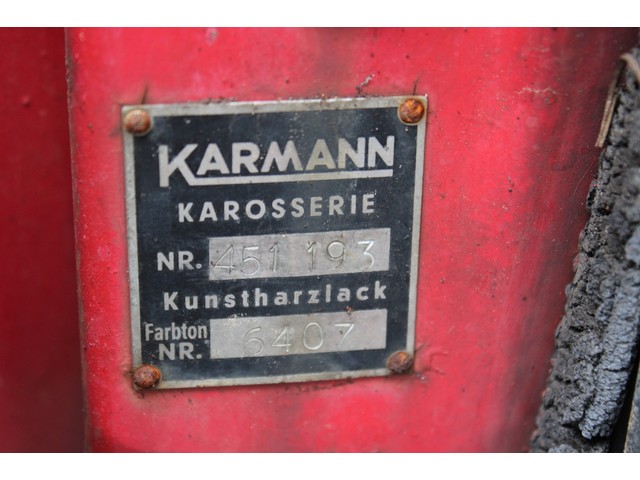 KARMANN
KAROSSERIE
NR. 451 193
Kunstharzlack
Farbton
NR. 6407